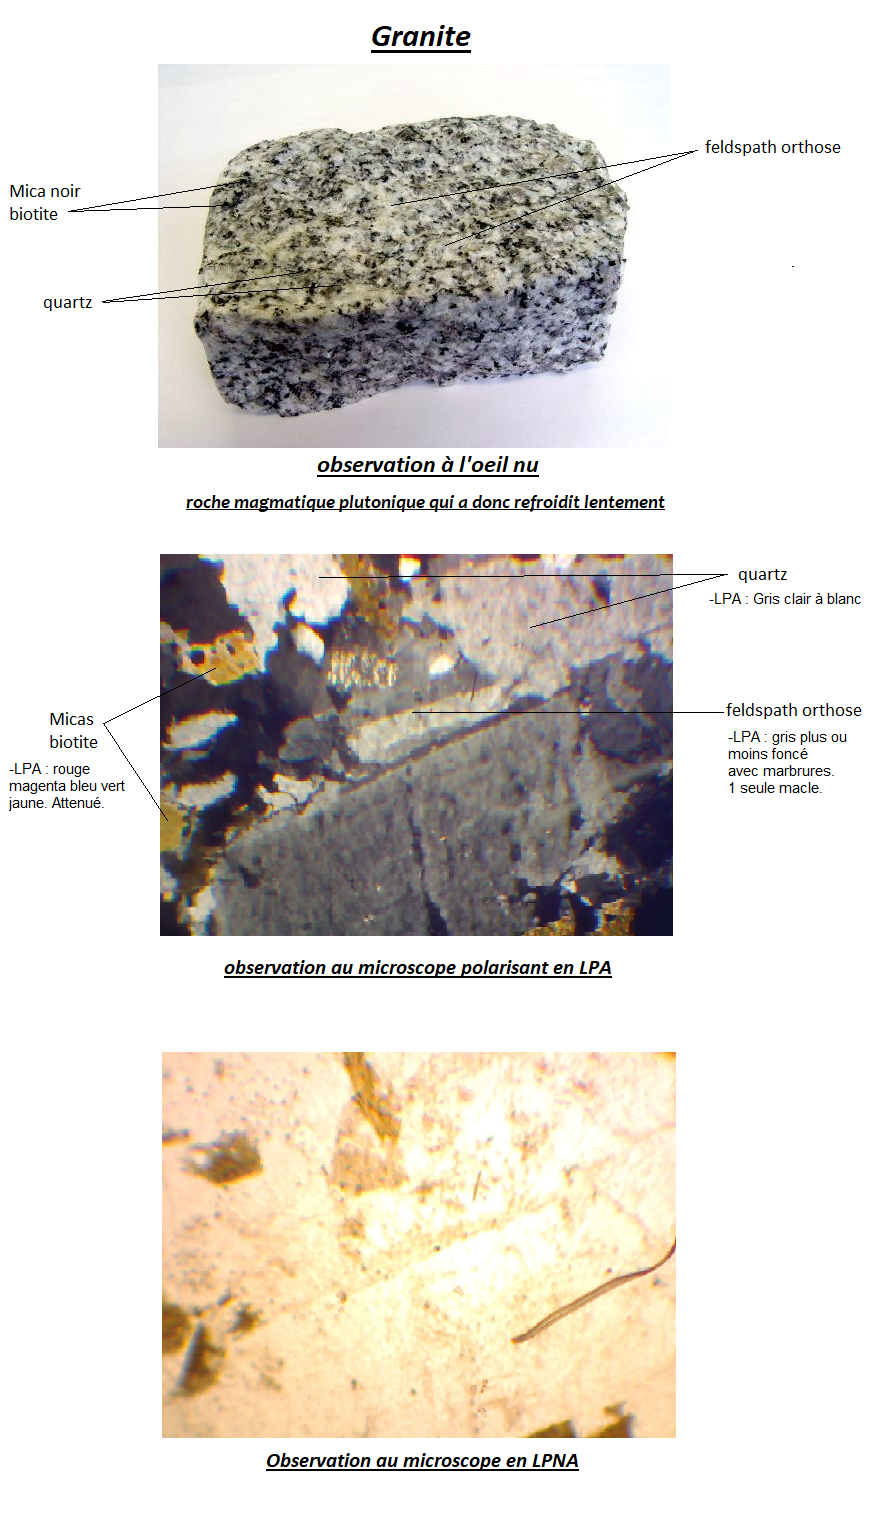 Granite
feldspath orthose
Mica noir
biotite
quartz
observation à l'oeil nu
roche magmatique plutonique qui a donc refroidit lentement
quartz
-LPA : Gris clair à blanc
feldspath orthose
-LPA : gris plus ou
moins foncé
avec marbrures.
1 seule macle.
Micas
biotite
-LPA : rouge
magenta bleu vert
jaune. Attenué.
observation au microscope polarisant en LPA
Observation au microscope en LPNA